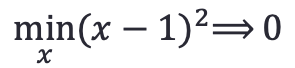 min(x − 1)²⟹0
x